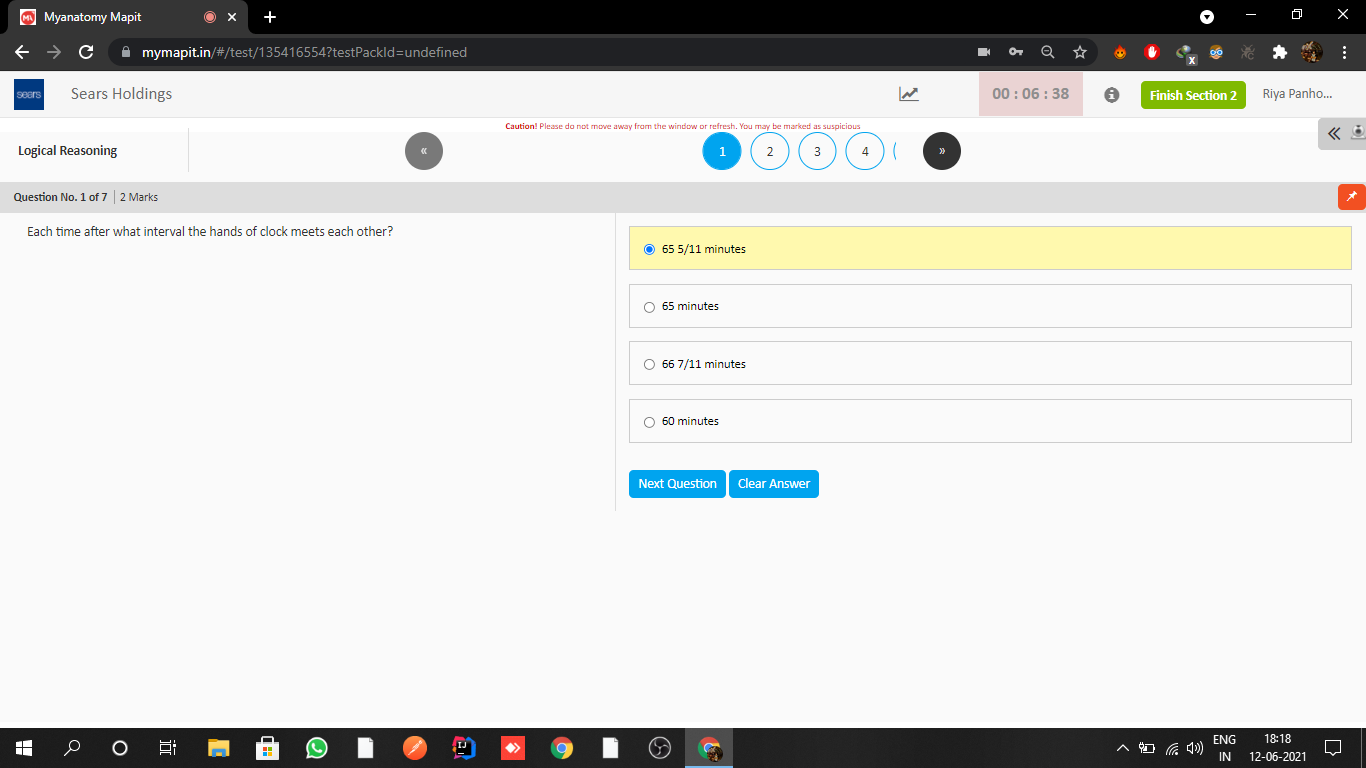 Myanatomy Mapit
mymapit.in/#/test/135416554?testPackId=undefined
sears
Sears Holdings
00 : 06 : 38
Finish Section 2
Riya Panho...
Caution! Please do not move away from the window or refresh, You may be marked as suspicious
Logical Reasoning
«
1
2
3
4
»
Question No. 1 of 7 | 2 Marks
Each time after what interval the hands of clock meets each other?
65 5/11 minutes
65 minutes
66 7/11 minutes
60 minutes
Next Question
Clear Answer
ENG
IN
18:18
12-06-2021